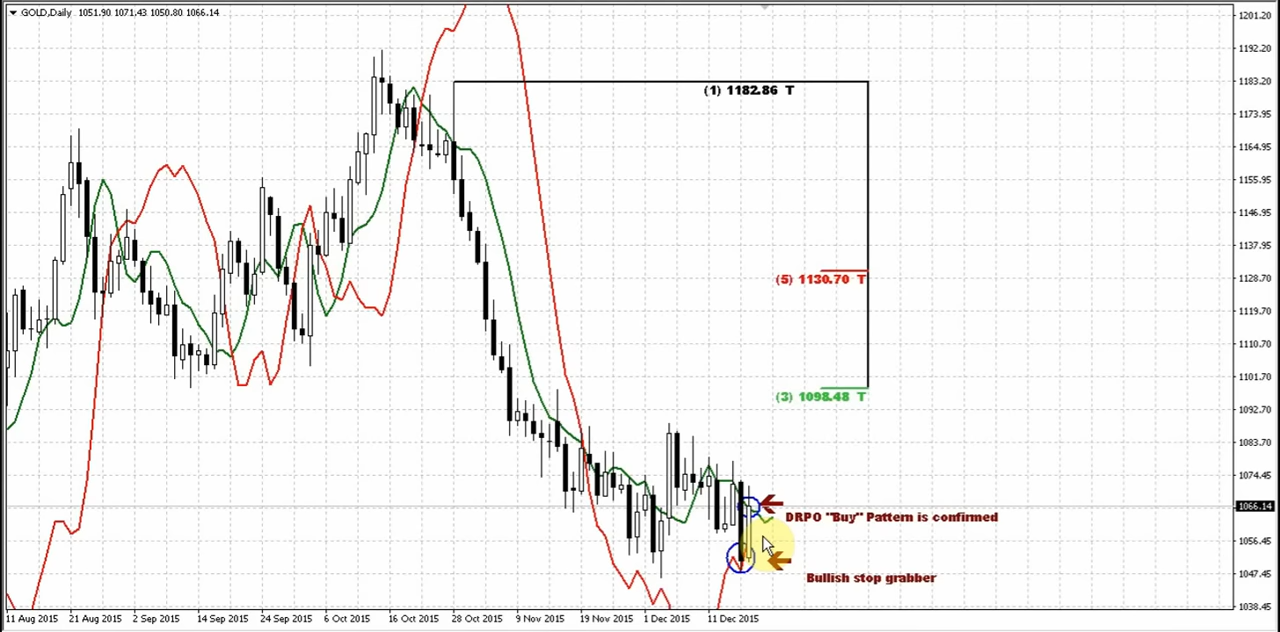 GOLD,Daily 1051.90 1071.43 1050.80 1066.14
1201.20
1192.20
1183.20
(1) 1182.86 T
1173.95
1164.95
1155.95
1146.95
1137.95
1128.70
(5) 1130.70 T
1119.70
1110.70
1101.70
(3) 1098.48 T
1092.70
1083.70
1074.45
1066.14
DRPO "Buy" Pattern is confirmed
1056.45
1047.45
Bullish stop grabber
1038.45
11 Aug 2015 21 Aug 2015 2 Sep 2015 14 Sep 2015 24 Sep 2015 6 Oct 2015 16 Oct 2015 28 Oct 2015 9 Nov 2015 19 Nov 2015 1 Dec 2015 11 Dec 2015